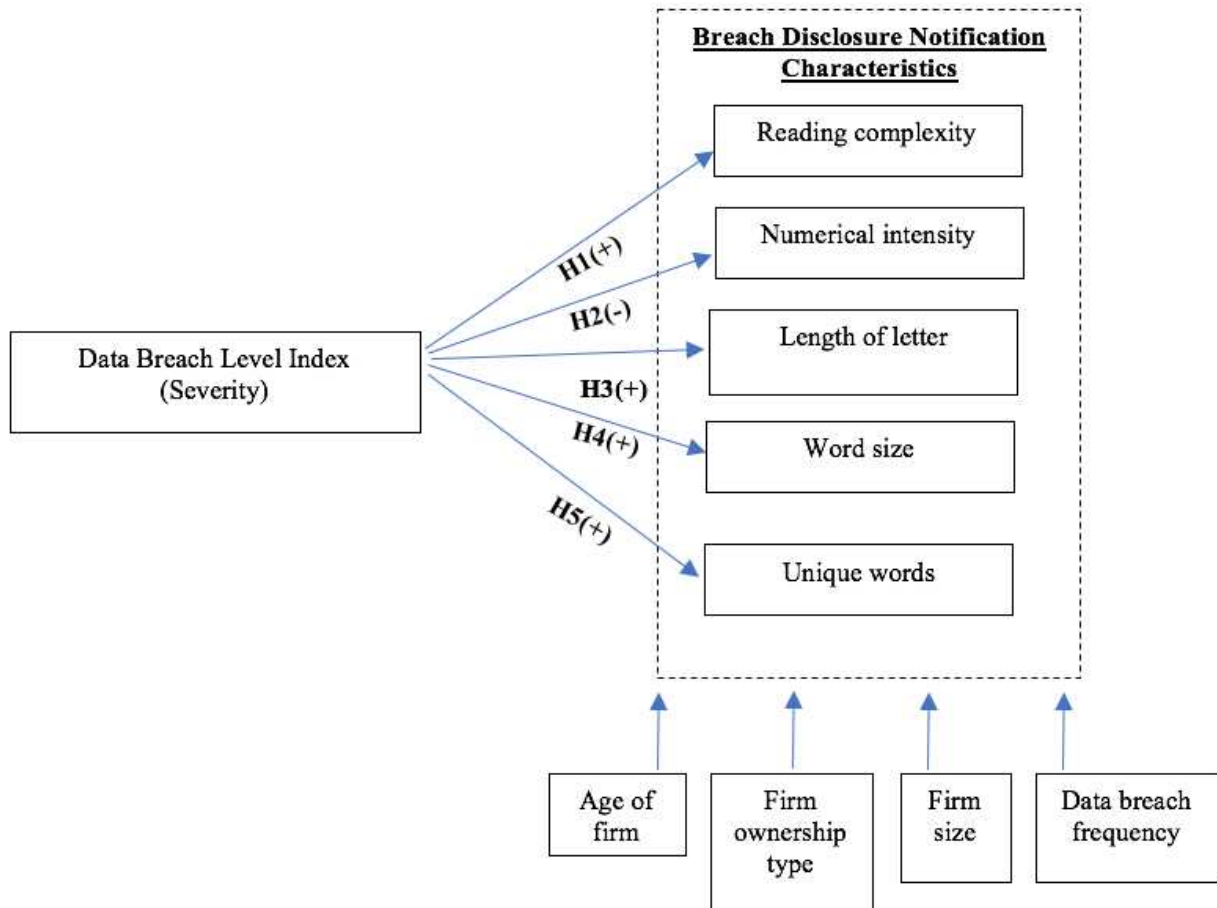 Breach Disclosure Notification
Characteristics
Reading complexity
H1(+)
Numerical intensity
H2(-)
Data Breach Level Index
(Severity)
Length of letter
H3(+)
H4(+)
Word size
H5(+)
Unique words
Age of
firm
Firm
ownership
type
Firm
size
Data breach
frequency